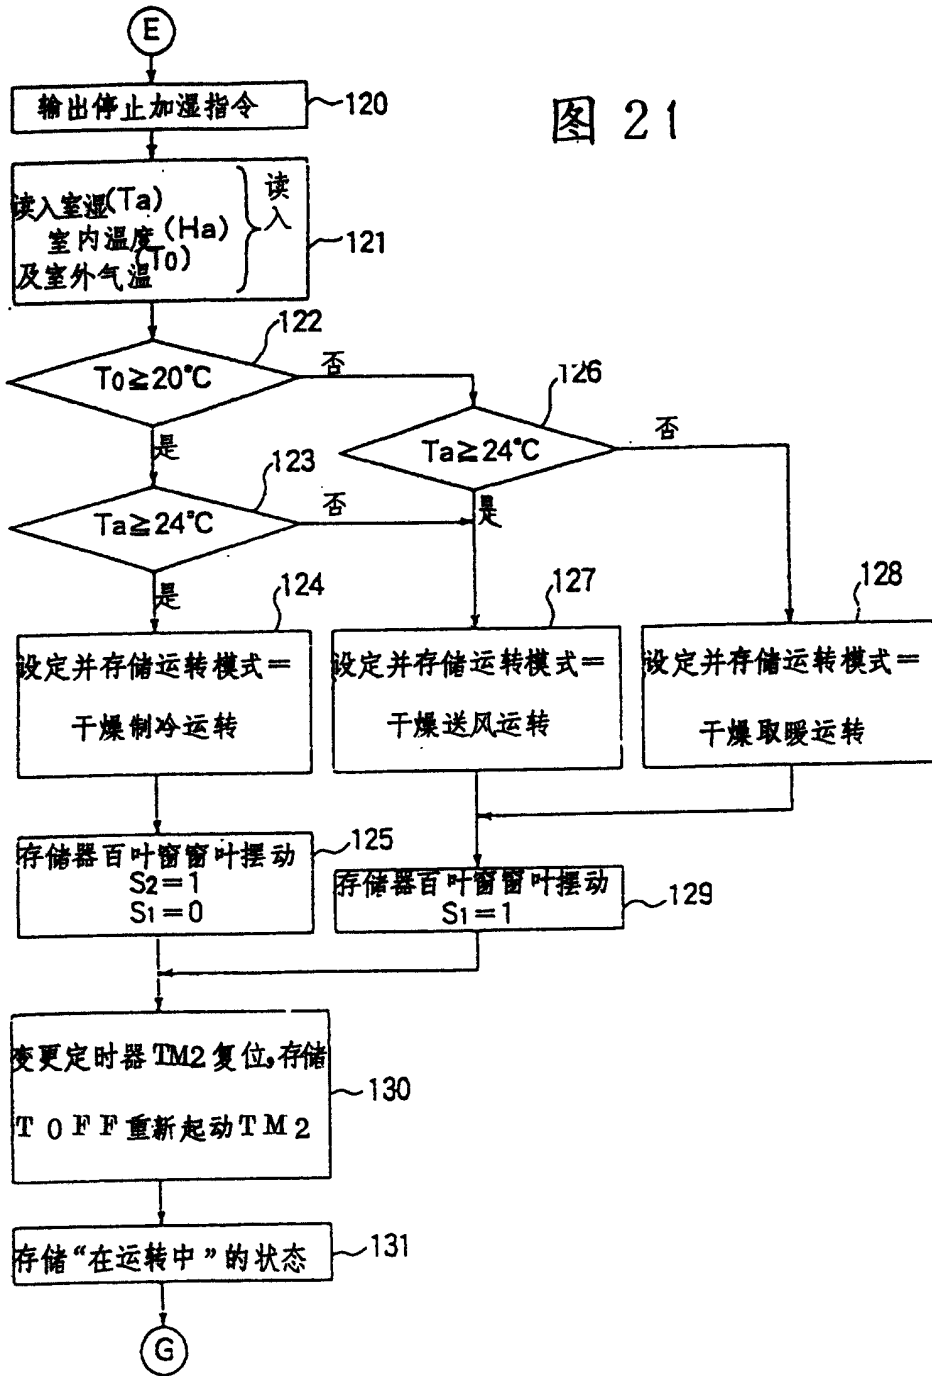 E
输出停止加湿指令
120
图 21
读入室湿(Ta)
室内温度(Ha)
及室外气温(To)
读入
121
122
To≧20℃
否
126
是
Ta≧24℃
否
123
Ta≧24℃
否
是
是
124
127
128
设定并存储运转模式=
干燥制冷运转
设定并存储运转模式=
干燥送风运转
设定并存储运转模式=
干燥取暖运转
125
存储器百叶窗窗叶摆动
S2=1
S1=0
存储器百叶窗窗叶摆动
S1=1
129
变更定时器TM2复位,存储
TOFF重新起动TM2
130
存储“在运转中”的状态
131
G